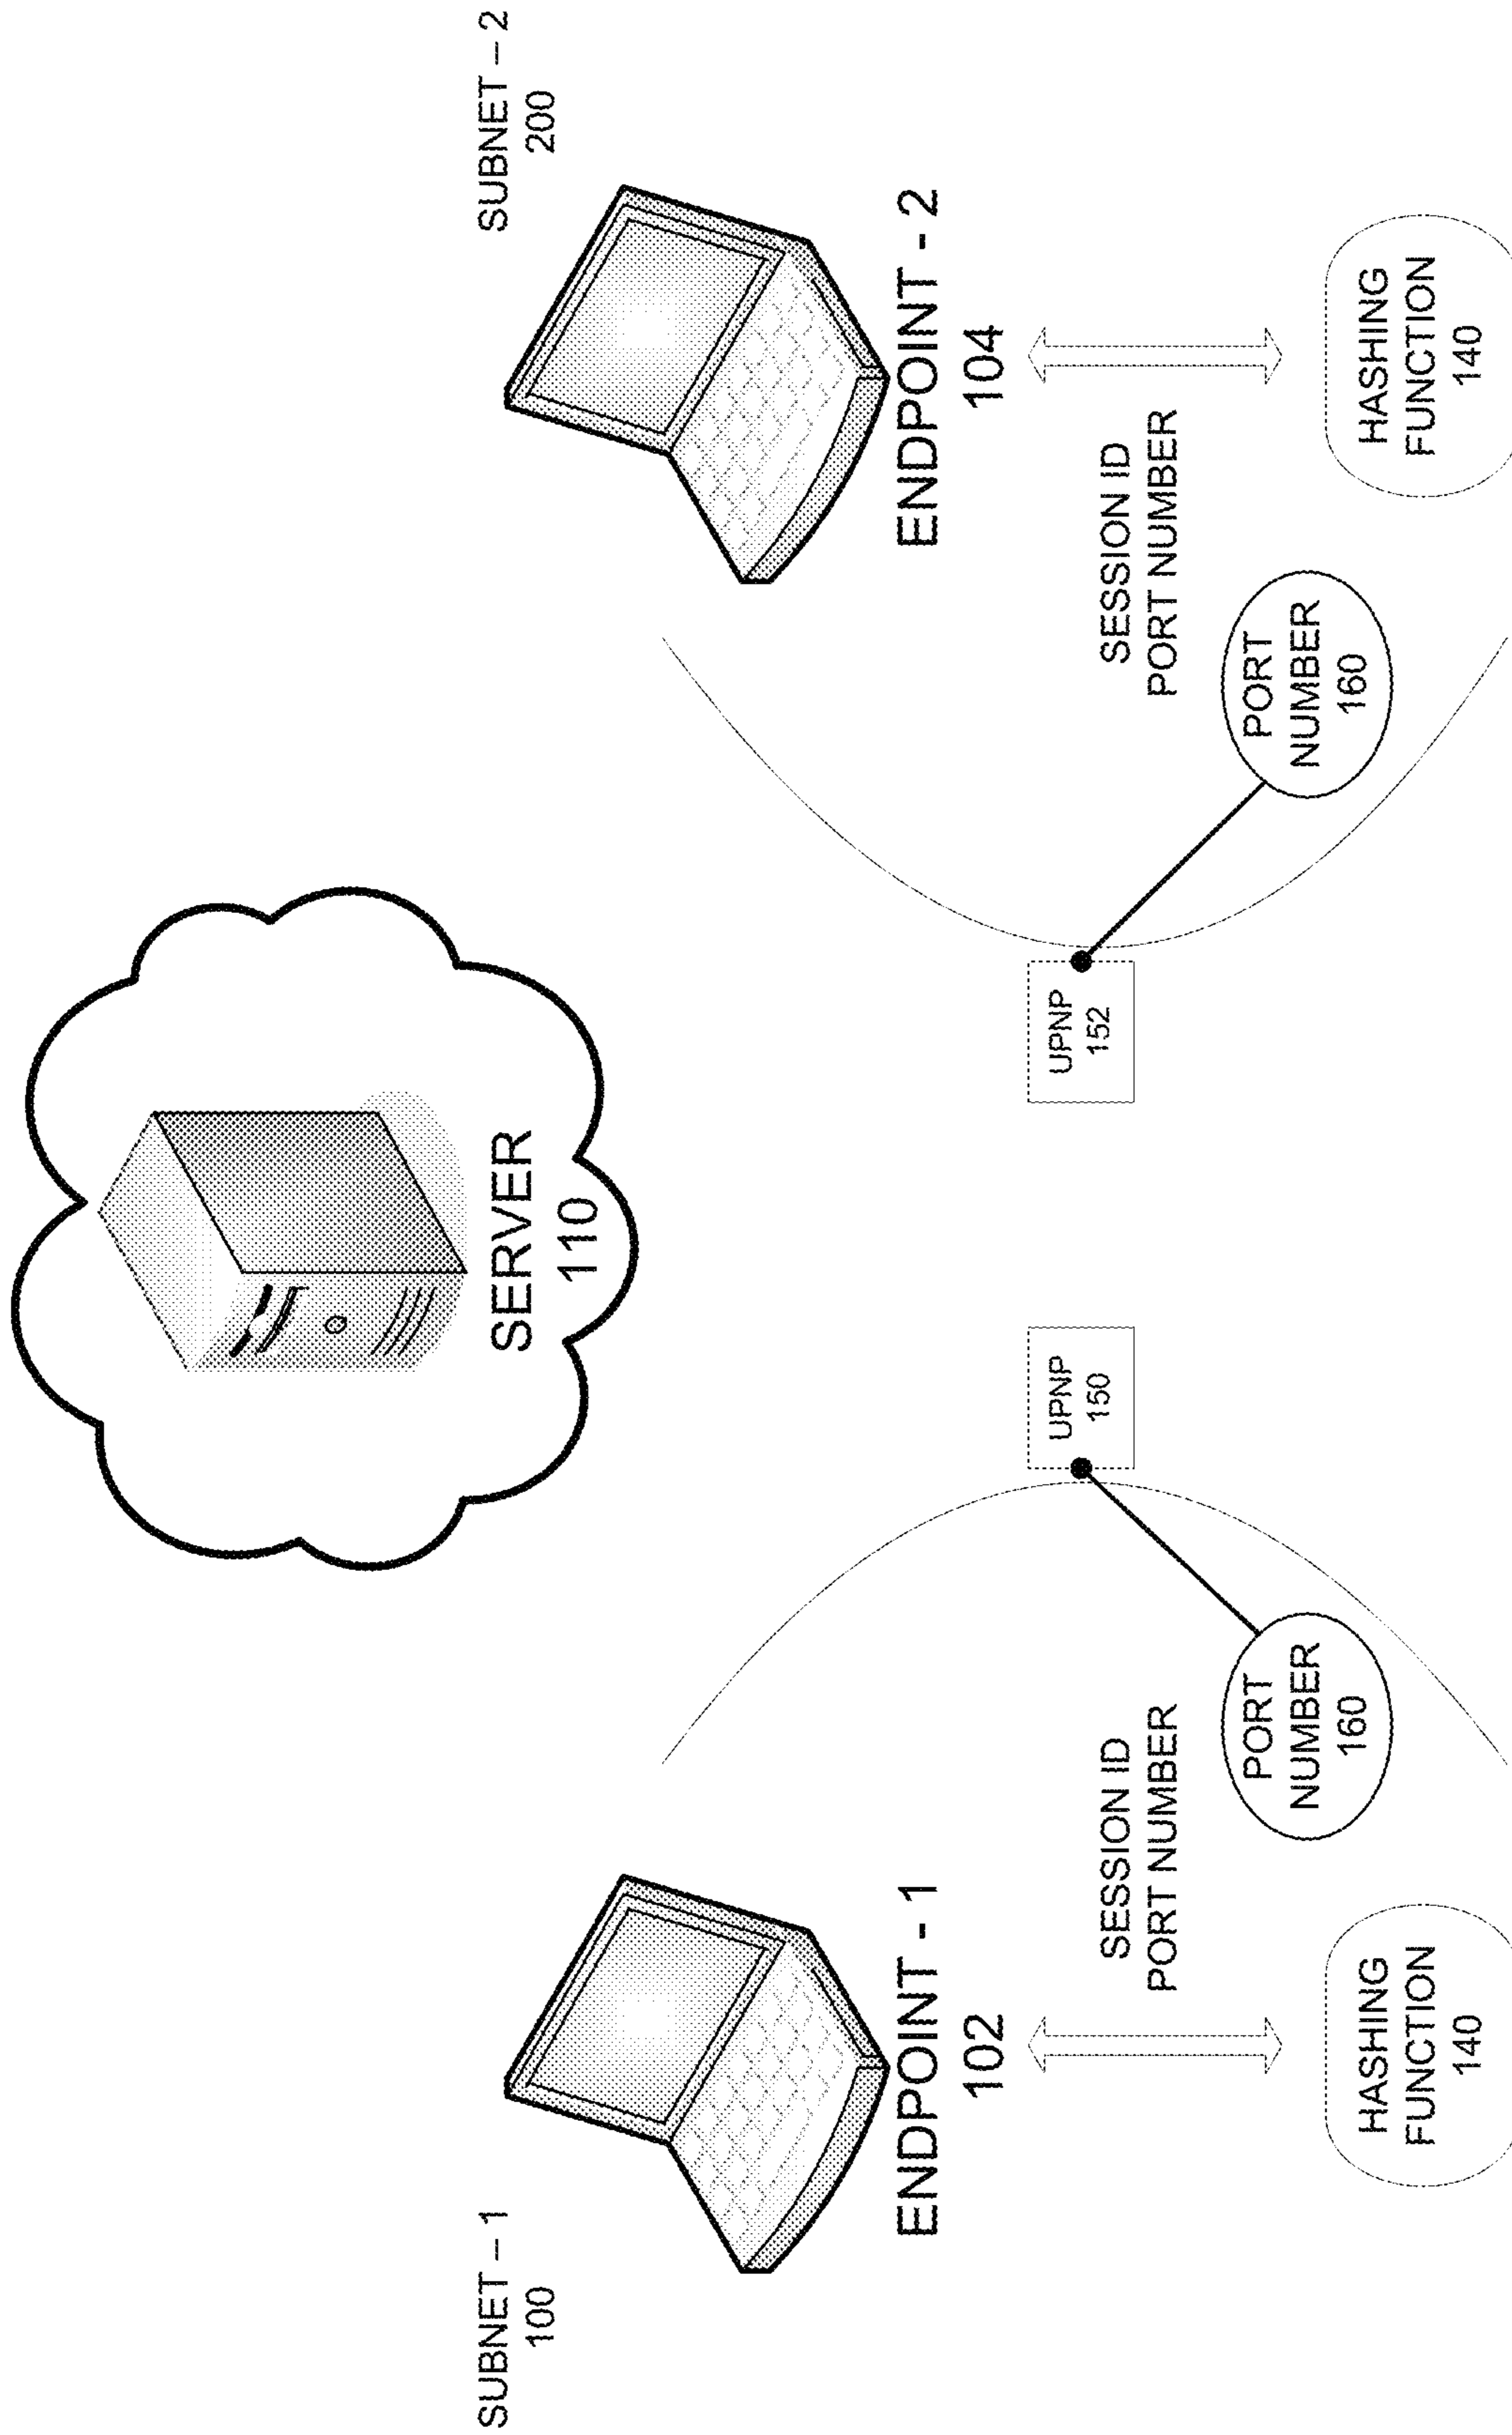 SUBNET – 1
100
SERVER
110
SUBNET – 2
200
ENDPOINT - 1
102
ENDPOINT - 2
104
UPNP
150
UPNP
152
SESSION ID
PORT NUMBER
SESSION ID
PORT NUMBER
PORT
NUMBER
160
PORT
NUMBER
160
HASHING
FUNCTION
140
HASHING
FUNCTION
140